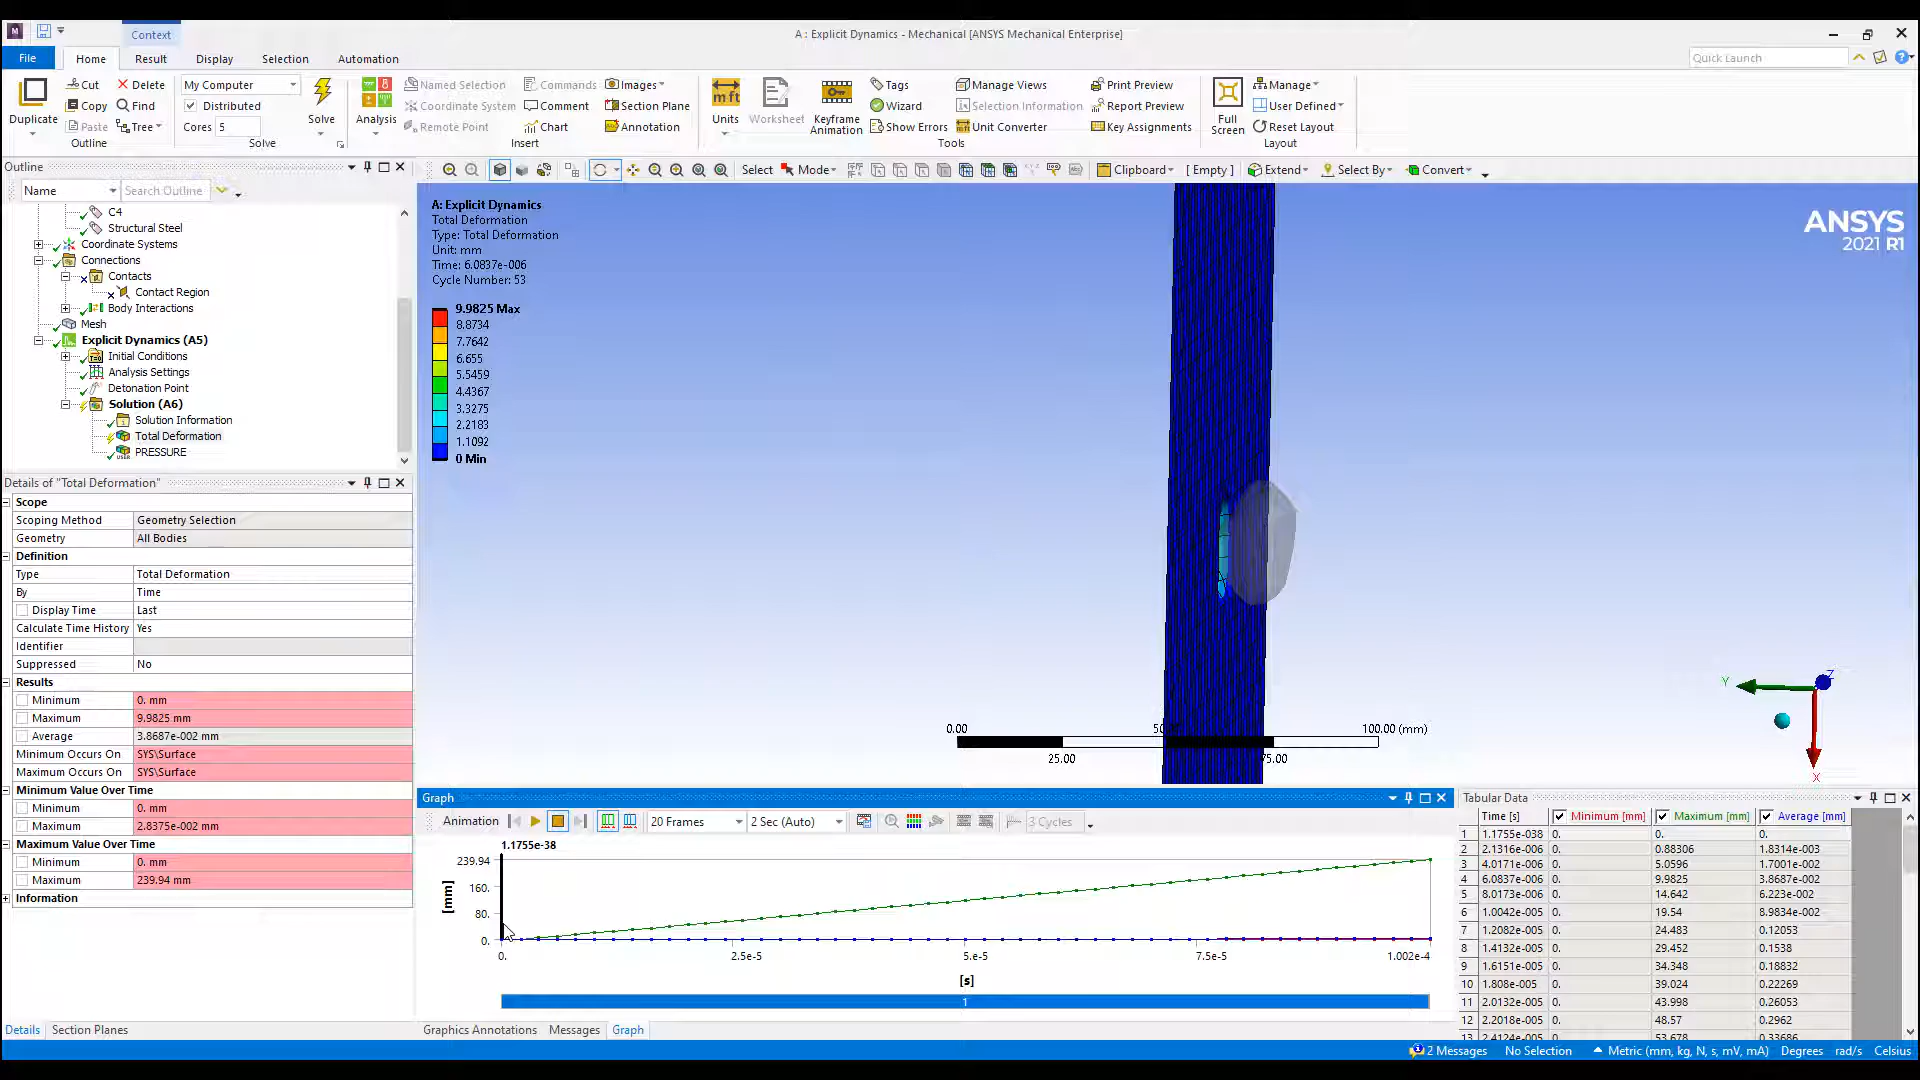 Context
A : Explicit Dynamics - Mechanical [ANSYS Mechanical Enterprise]
File
Home
Result
Display
Selection
Automation
Quick Launch
Duplicate
Cut
Copy
Paste
Delete
Find
Tree
Outline
My Computer
Distributed
Cores 5
Solve
Solve
Analysis
Named Selection
Coordinate System
Remote Point
Commands
Comment
Chart
Images
Section Plane
Annotation
Insert
Units
Worksheet
Keyframe
Animation
Tags
Wizard
Show Errors
Manage Views
Selection Information
Unit Converter
Print Preview
Report Preview
Key Assignments
Tools
Full
Screen
Manage
User Defined
Reset Layout
Layout
Outline
Name
Search Outline
Select
Mode
Clipboard
[ Empty ]
Extend
Select By
Convert
C4
Structural Steel
Coordinate Systems
Connections
Contacts
Contact Region
Body Interactions
Mesh
Explicit Dynamics (A5)
Initial Conditions
Analysis Settings
Detonation Point
Solution (A6)
Solution Information
Total Deformation
PRESSURE
Details of "Total Deformation"
Scope
Scoping Method Geometry Selection
Geometry All Bodies
Definition
Type Total Deformation
By Time
Display Time Last
Calculate Time History Yes
Identifier
Suppressed No
Results
Minimum 0. mm
Maximum 9.9825 mm
Average 3.8687e-002 mm
Minimum Occurs On SYS\Surface
Maximum Occurs On SYS\Surface
Minimum Value Over Time
Minimum 0. mm
Maximum 2.8375e-002 mm
Maximum Value Over Time
Minimum 0. mm
Maximum 239.94 mm
Information
Details
Section Planes
A: Explicit Dynamics
Total Deformation
Type: Total Deformation
Unit: mm
Time: 6.0837e-006
Cycle Number: 53
9.9825 Max
8.8734
7.7642
6.655
5.5459
4.4367
3.3275
2.2183
1.1092
0 Min
ANSYS
2021 R1
0.00
100.00 (mm)
25.00
75.00
Y
Z
X
Graph
Animation
20 Frames
2 Sec (Auto)
3 Cycles
1.1755e-38
239.94
160.
80.
0.
[mm]
0.
2.5e-5
5.e-5
7.5e-5
1.002e-4
[s]
1
Graphics Annotations
Messages
Graph
Tabular Data
Time [s] Minimum [mm] Maximum [mm] Average [mm]
1 1.1755e-038 0. 0. 0.
2 2.1316e-006 0. 0.88306 1.8314e-003
3 4.0171e-006 0. 5.0596 1.7001e-002
4 6.0837e-006 0. 9.9825 3.8687e-002
5 8.0173e-006 0. 14.642 6.223e-002
6 1.0042e-005 0. 19.54 8.9834e-002
7 1.2082e-005 0. 24.483 0.12053
8 1.4132e-005 0. 29.452 0.1538
9 1.6151e-005 0. 34.348 0.18832
10 1.808e-005 0. 39.024 0.22269
11 2.0132e-005 0. 43.998 0.26053
12 2.2018e-005 0. 48.57 0.2962
13 2.4124e-005 0. 53.678 0.33686
2 Messages
No Selection
Metric (mm, kg, N, s, mV, mA)
Degrees
rad/s
Celsius